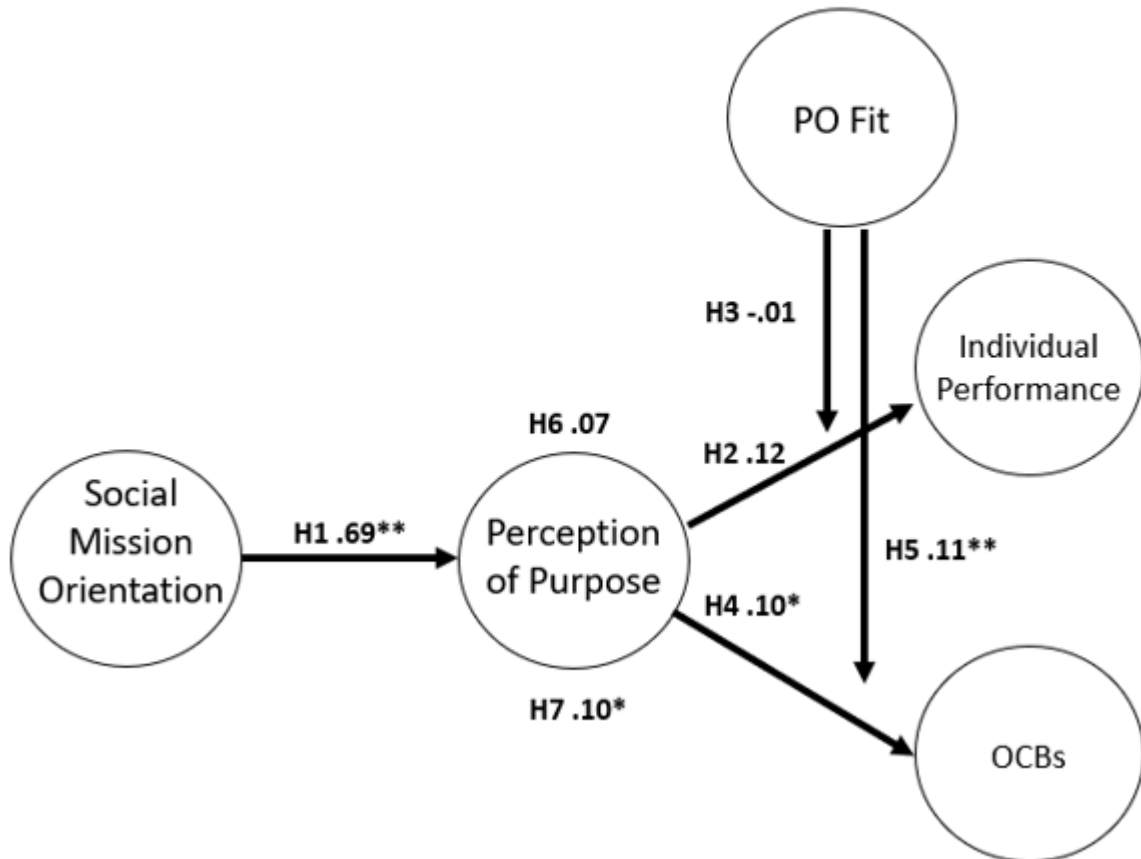 PO Fit
H3 -.01
Individual
Performance
H6 .07
H2 .12
Social
Mission
Orientation
H1 .69**
Perception
of Purpose
H5 .11**
H4 .10*
H7 .10*
OCBs